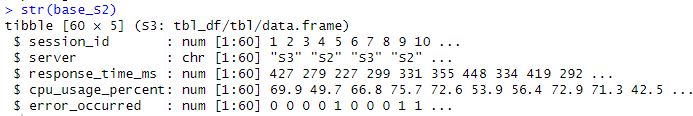 > str(base_S2)
tibble [60 × 5] (S3: tbl_df/tbl/data.frame)
 $ session_id       : num [1:60] 1 2 3 4 5 6 7 8 9 10 ...
 $ server           : chr [1:60] "S3" "S2" "S3" "S2" ...
 $ response_time_ms : num [1:60] 427 279 227 299 331 355 448 334 419 292 ...
 $ cpu_usage_percent: num [1:60] 69.9 49.7 66.8 75.7 72.6 53.9 56.4 72.9 71.3 42.5 ...
 $ error_occurred   : num [1:60] 0 0 0 0 1 0 0 0 1 1 ...